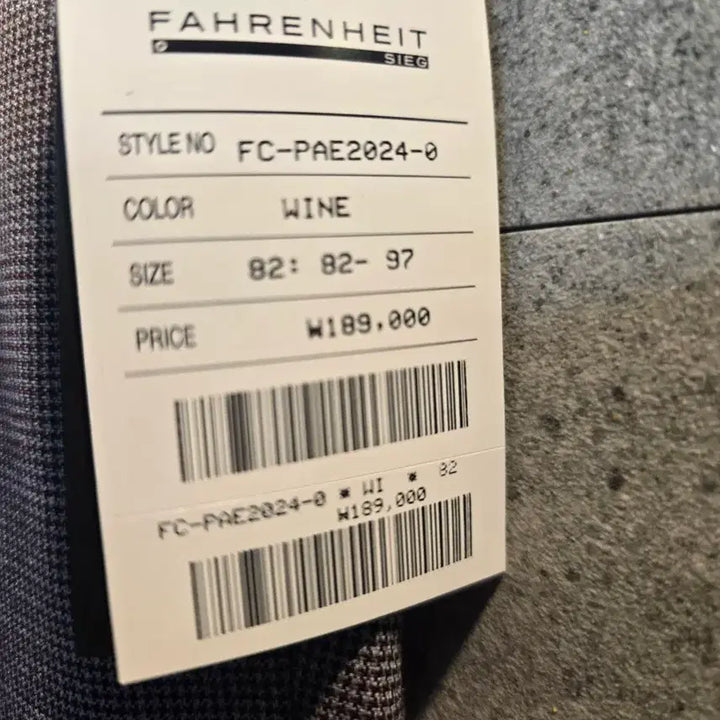 FAHRENHEIT
SIEG
STYLE NO FC-PAE2024-0
COLOR WINE
SIZE 82: 82- 97
PRICE ₩189,000
FC-PAE2024-0 * WI * 82
₩189,000